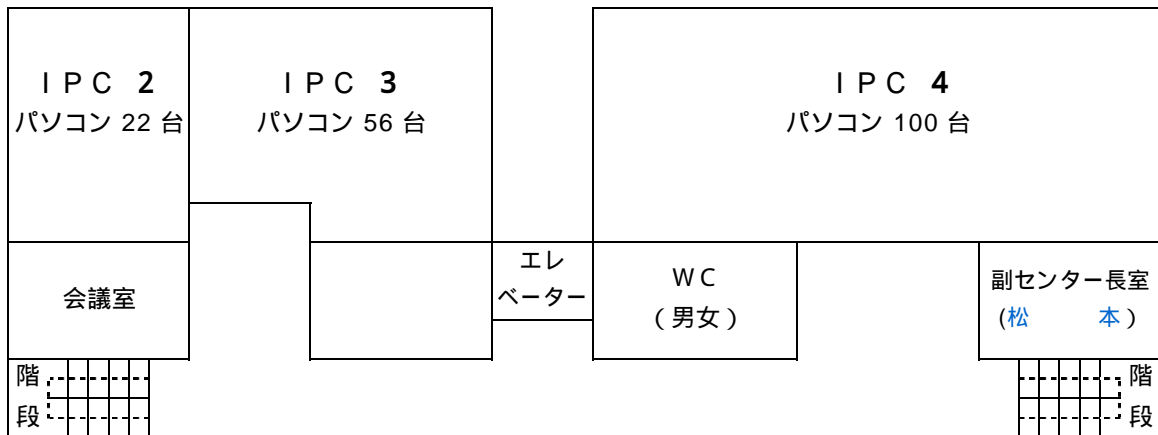 ＩＰＣ 2
パソコン 22 台
ＩＰＣ 3
パソコン 56 台
ＩＰＣ 4
パソコン 100 台
会議室
エレ
ベーター
ＷＣ
（男女）
副センター長室
(松　　本)
階
段
階
段